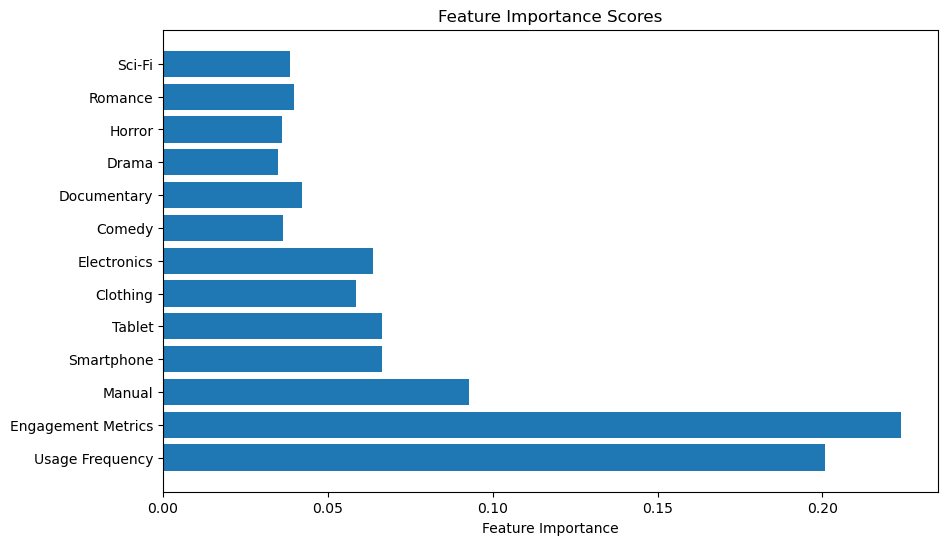 Feature Importance Scores
Sci-Fi
Romance
Horror
Drama
Documentary
Comedy
Electronics
Clothing
Tablet
Smartphone
Manual
Engagement Metrics
Usage Frequency
0.00 0.05 0.10 0.15 0.20
Feature Importance